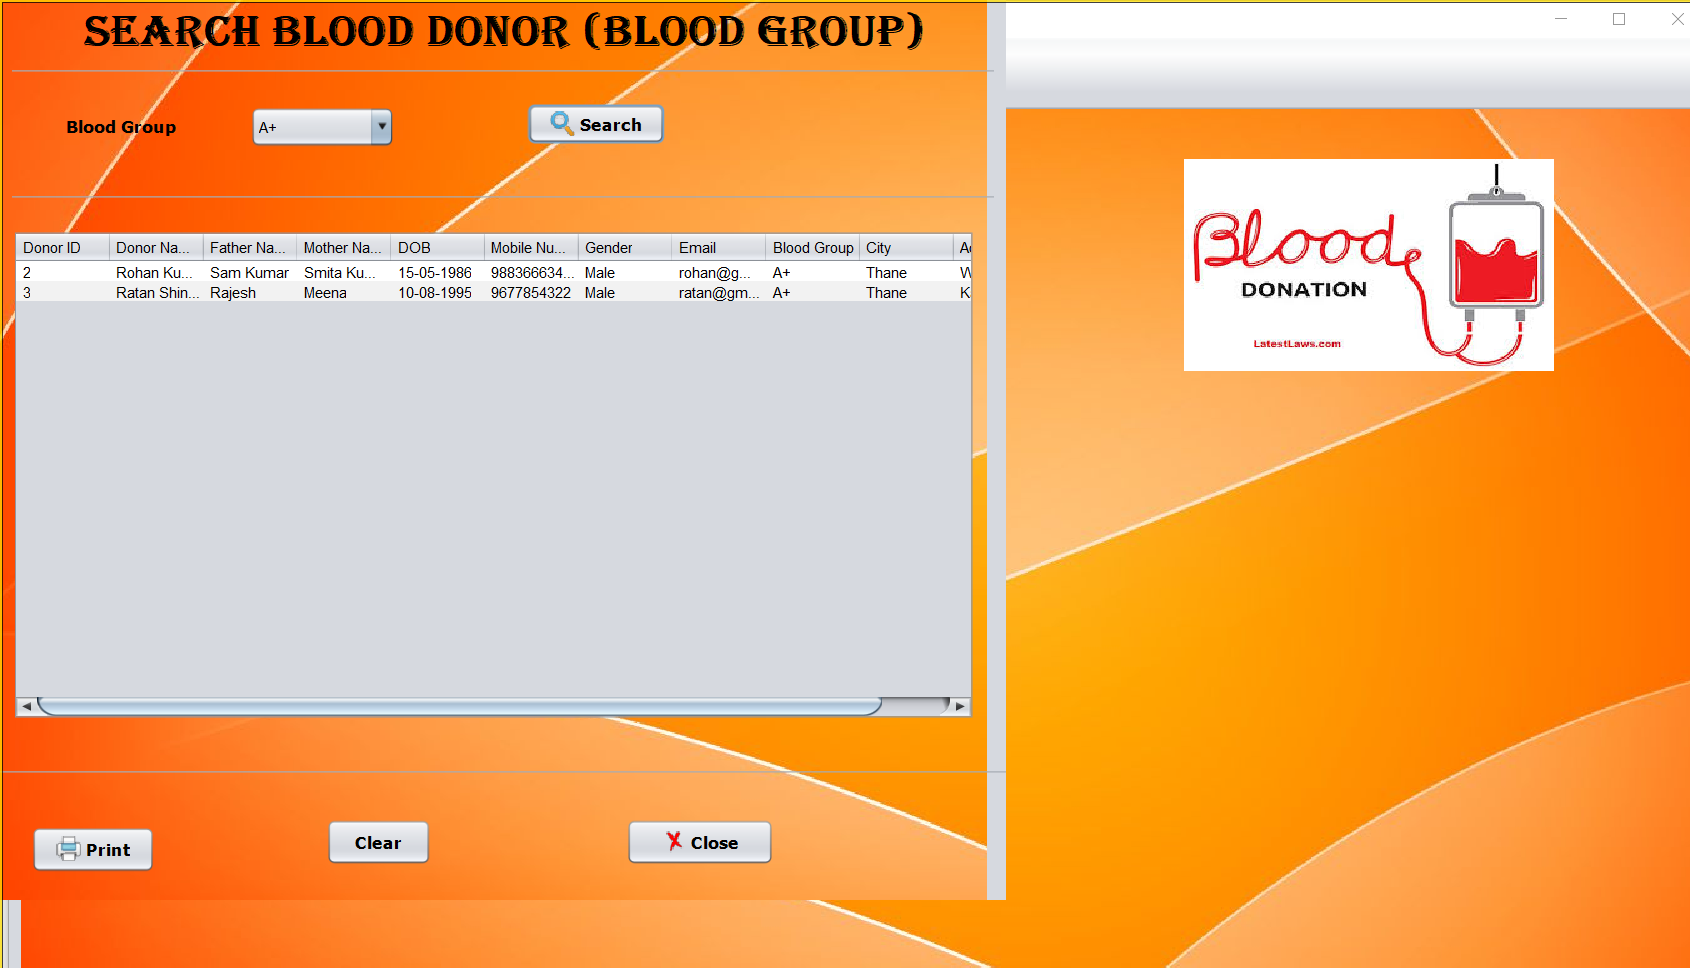 SEARCH BLOOD DONOR (BLOOD GROUP)
Blood Group A+ Search
Donor ID Donor Na... Father Na... Mother Na... DOB Mobile Nu... Gender Email Blood Group City
2 Rohan Ku... Sam Kumar Smita Ku... 15-05-1986 988366634... Male rohan@g... A+ Thane W
3 Ratan Shin... Rajesh Meena 10-08-1995 9677854322 Male ratan@gm... A+ Thane K
Print Clear Close
Blood
DONATION
LatestLaws.com